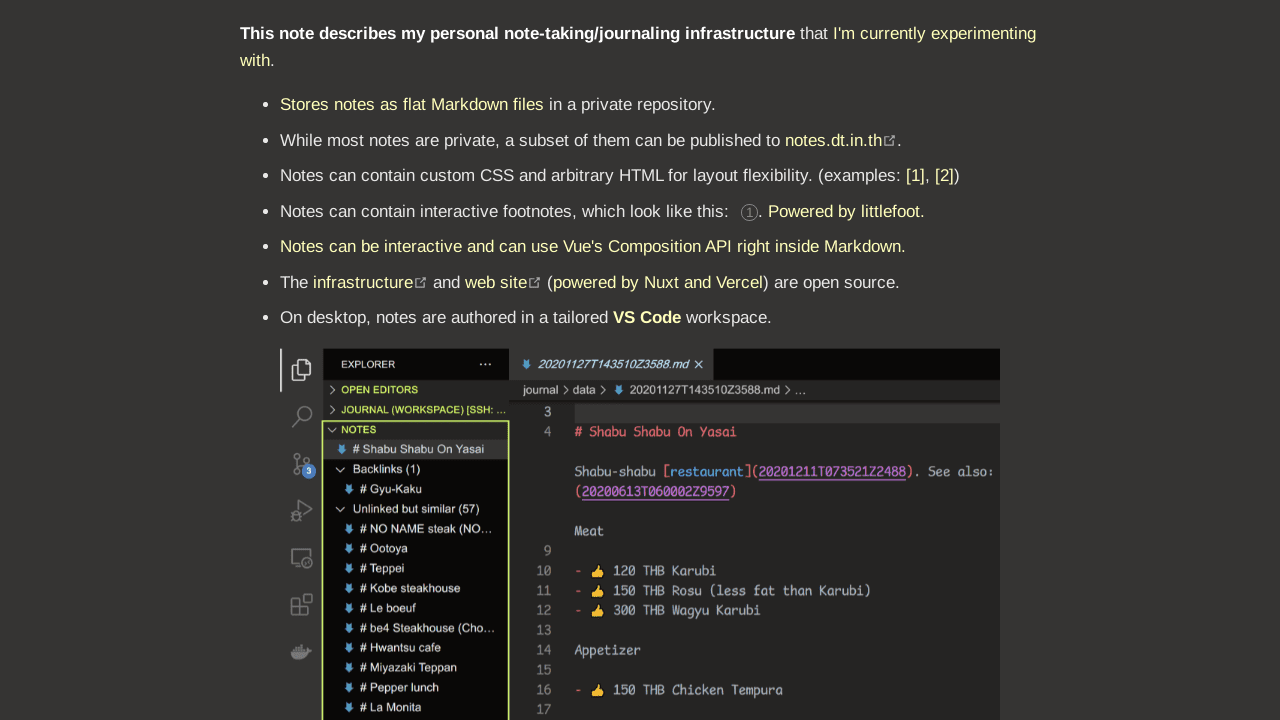 This note describes my personal note-taking/journaling infrastructure that I'm currently experimenting
with.
Stores notes as flat Markdown files in a private repository.
While most notes are private, a subset of them can be published to notes.dt.in.th.
Notes can contain custom CSS and arbitrary HTML for layout flexibility. (examples: [1], [2])
Notes can contain interactive footnotes, which look like this: 1. Powered by littlefoot.
Notes can be interactive and can use Vue's Composition API right inside Markdown.
The infrastructure and web site (powered by Nuxt and Vercel) are open source.
On desktop, notes are authored in a tailored VS Code workspace.
EXPLORER ···
OPEN EDITORS
JOURNAL (WORKSPACE) [SSH: ...
NOTES
# Shabu Shabu On Yasai
Backlinks (1)
# Gyu-Kaku
Unlinked but similar (57)
# NO NAME steak (NO...
# Ootoya
# Teppei
# Kobe steakhouse
# Le boeuf
# be4 Steakhouse (Cho...
# Hwantsu cafe
# Miyazaki Teppan
# Pepper lunch
# La Monita
3
20201127T143510Z3588.md
journal > data > 20201127T143510Z3588.md > ...
3
4 # Shabu Shabu On Yasai
Shabu-shabu [restaurant](20201211T073521Z2488). See also:
(20200613T060002Z9597)
Meat
9
10 - 👍 120 THB Karubi
11 - 👍 150 THB Rosu (less fat than Karubi)
12 - 👍 300 THB Wagyu Karubi
13
14 Appetizer
15
16 - 👍 150 THB Chicken Tempura
17